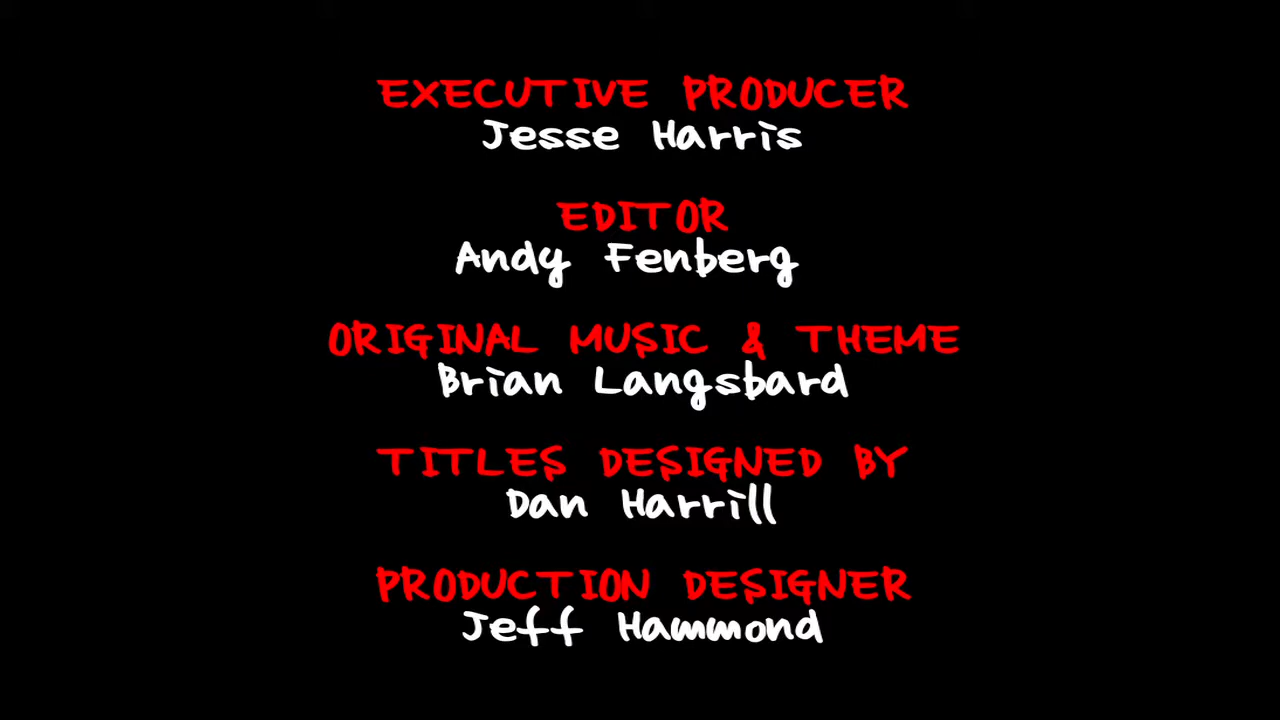 EXECUTIVE PRODUCER
Jesse Harris
EDITOR
Andy Fenberg
ORIGINAL MUSIC & THEME
Brian Langsbard
TITLES DESIGNED BY
Dan Harrill
PRODUCTION DESIGNER
Jeff Hammond